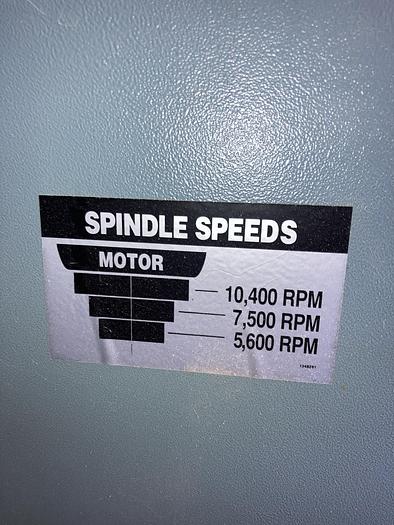 SPINDLE SPEEDS
MOTOR
10,400 RPM
7,500 RPM
5,600 RPM